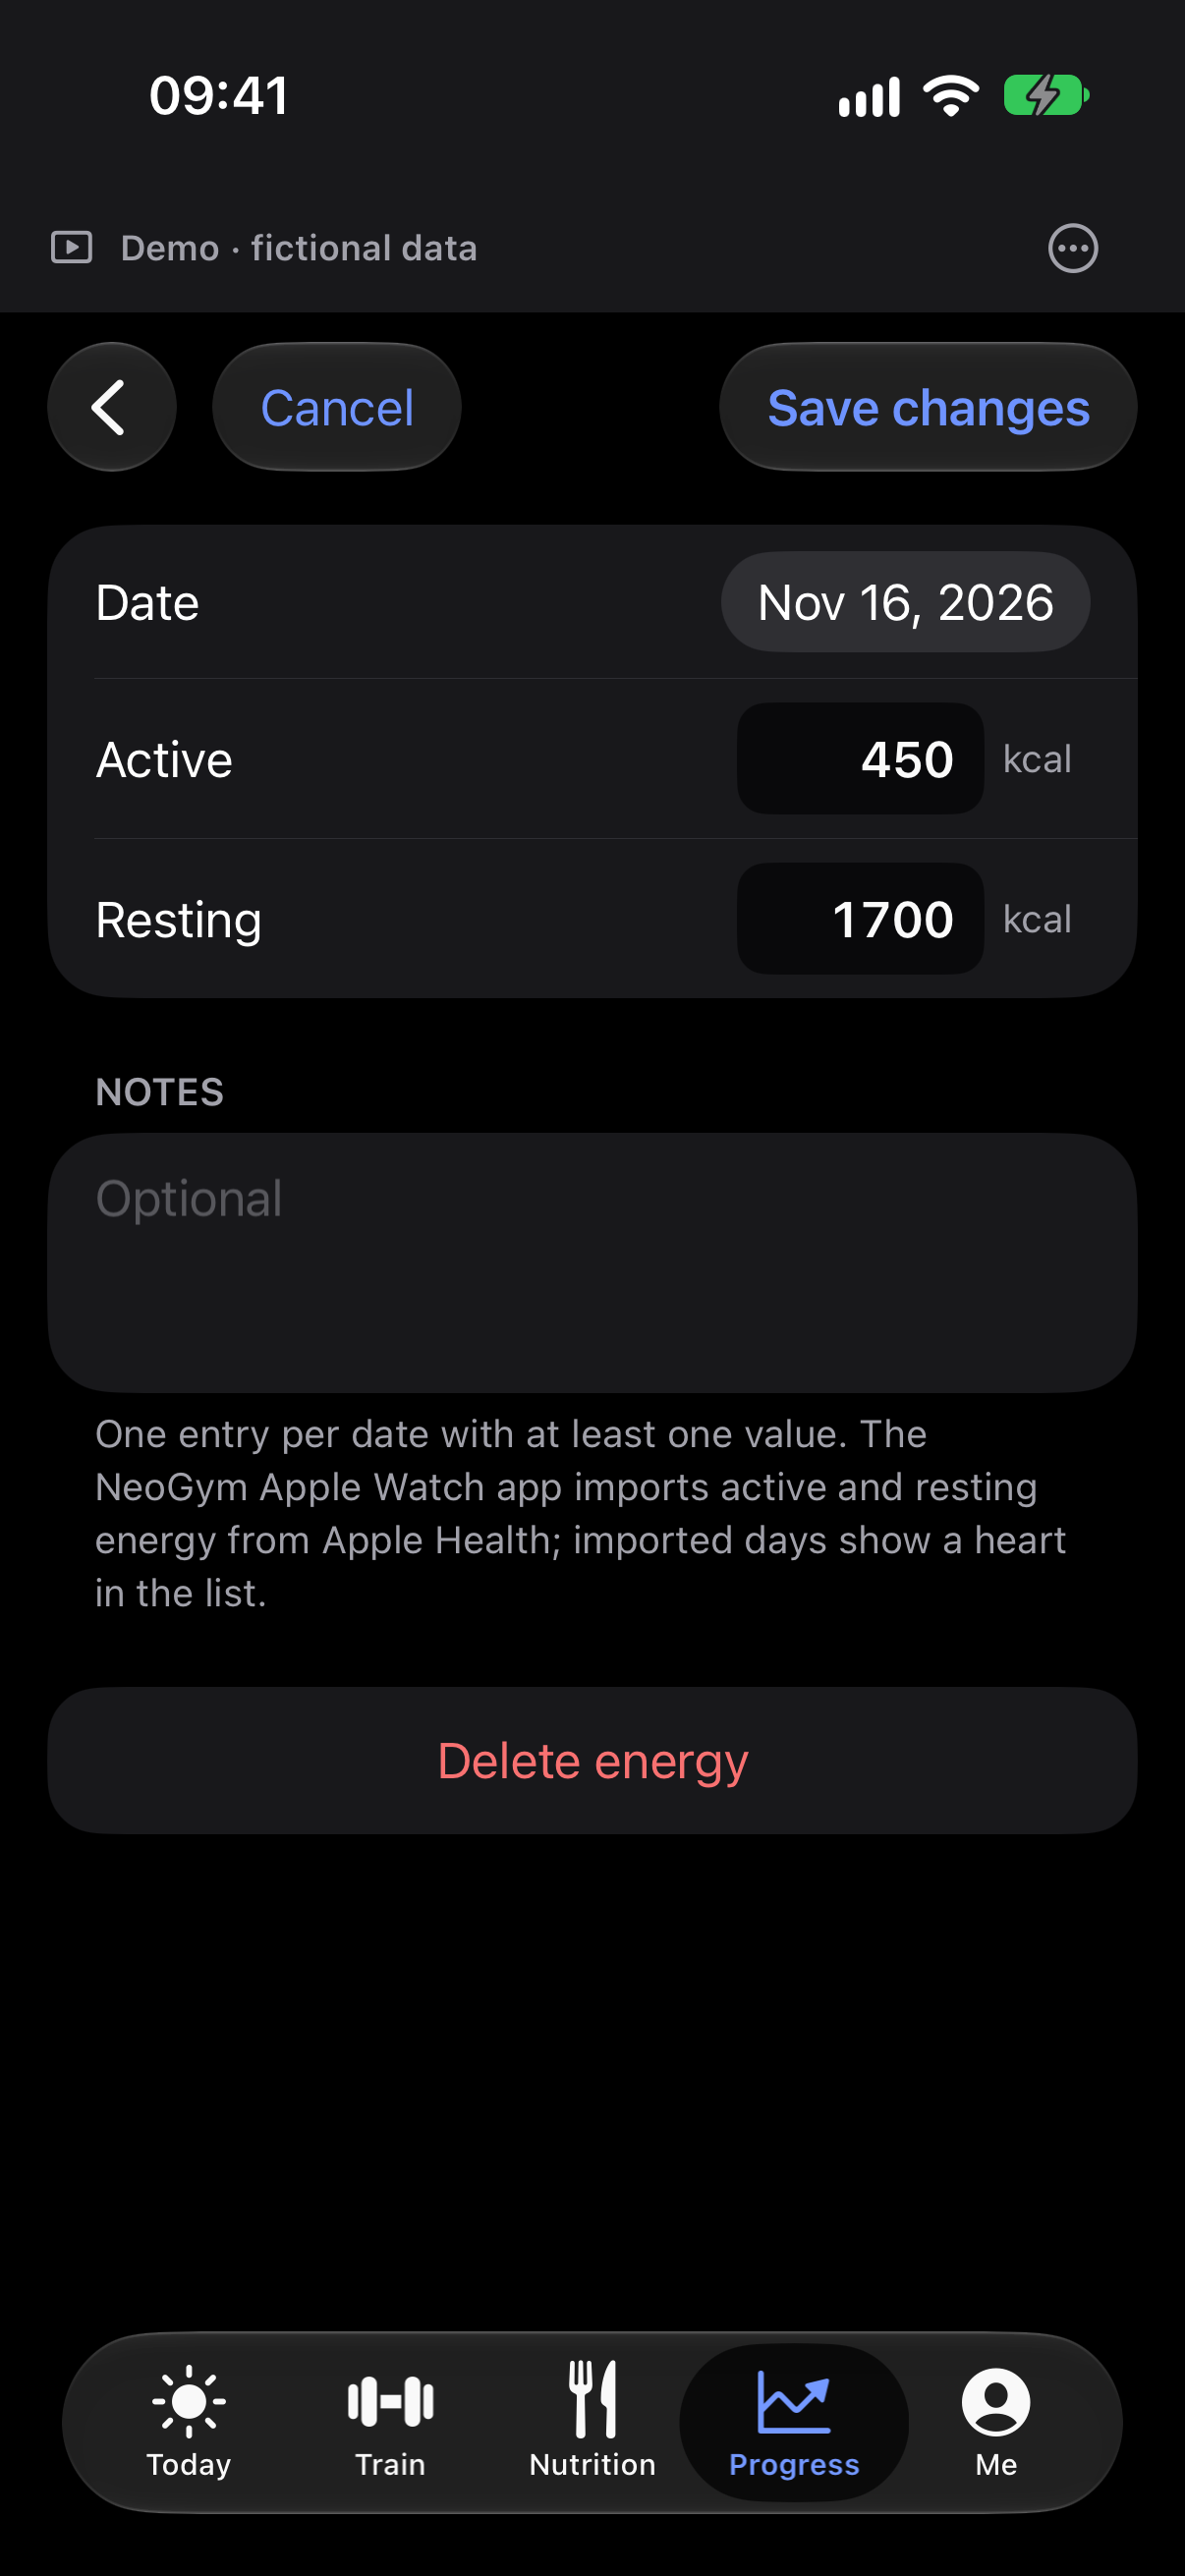 09:41
Demo · fictional data
Cancel
Save changes
Date
Nov 16, 2026
Active
450 kcal
Resting
1700 kcal
NOTES
Optional
One entry per date with at least one value. The
NeoGym Apple Watch app imports active and resting
energy from Apple Health; imported days show a heart
in the list.
Delete energy
Today
Train
Nutrition
Progress
Me